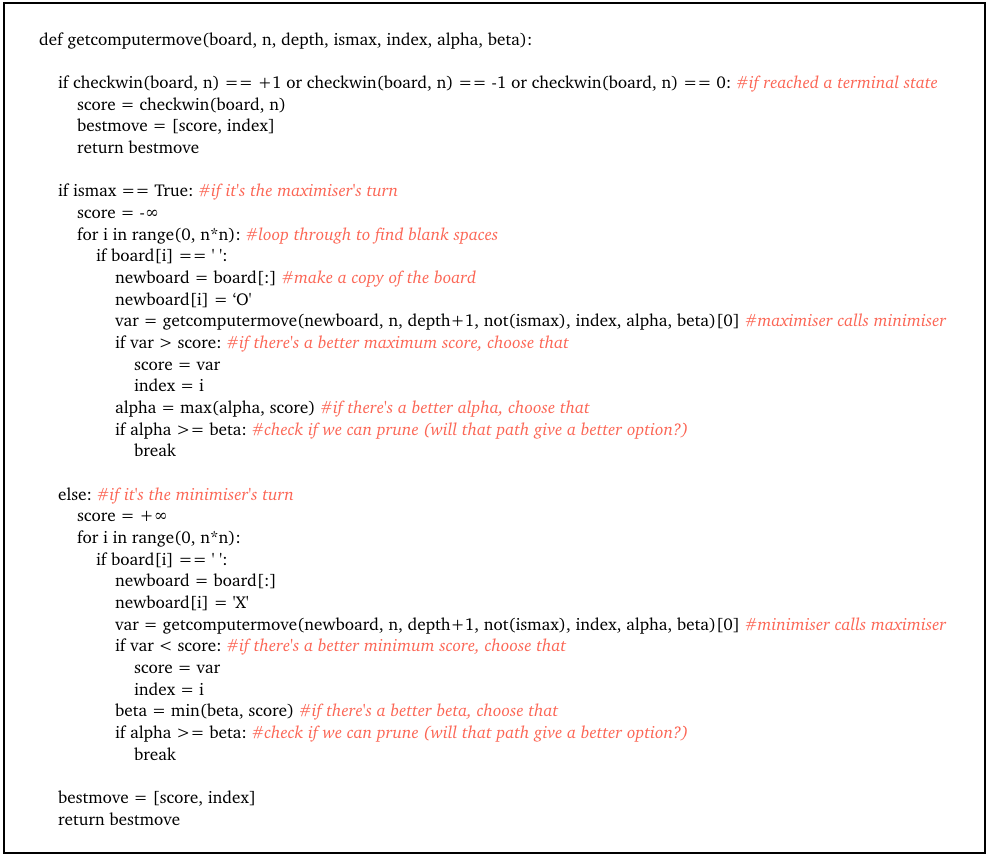 def getcomputermove(board, n, depth, ismax, index, alpha, beta):
if checkwin(board, n) == +1 or checkwin(board, n) == -1 or checkwin(board, n) == 0: #if reached a terminal state
score = checkwin(board, n)
bestmove = [score, index]
return bestmove
if ismax == True: #if it's the maximiser's turn
score = -∞
for i in range(0, n*n): #loop through to find blank spaces
if board[i] == ' ':
newboard = board[:] #make a copy of the board
newboard[i] = ‘O'
var = getcomputermove(newboard, n, depth+1, not(ismax), index, alpha, beta)[0] #maximiser calls minimiser
if var > score: #if there's a better maximum score, choose that
score = var
index = i
alpha = max(alpha, score) #if there's a better alpha, choose that
if alpha >= beta: #check if we can prune (will that path give a better option?)
break
else: #if it's the minimiser's turn
score = +∞
for i in range(0, n*n):
if board[i] == ' ':
newboard = board[:]
newboard[i] = 'X'
var = getcomputermove(newboard, n, depth+1, not(ismax), index, alpha, beta)[0] #minimiser calls maximiser
if var < score: #if there's a better minimum score, choose that
score = var
index = i
beta = min(beta, score) #if there's a better beta, choose that
if alpha >= beta: #check if we can prune (will that path give a better option?)
break
bestmove = [score, index]
return bestmove